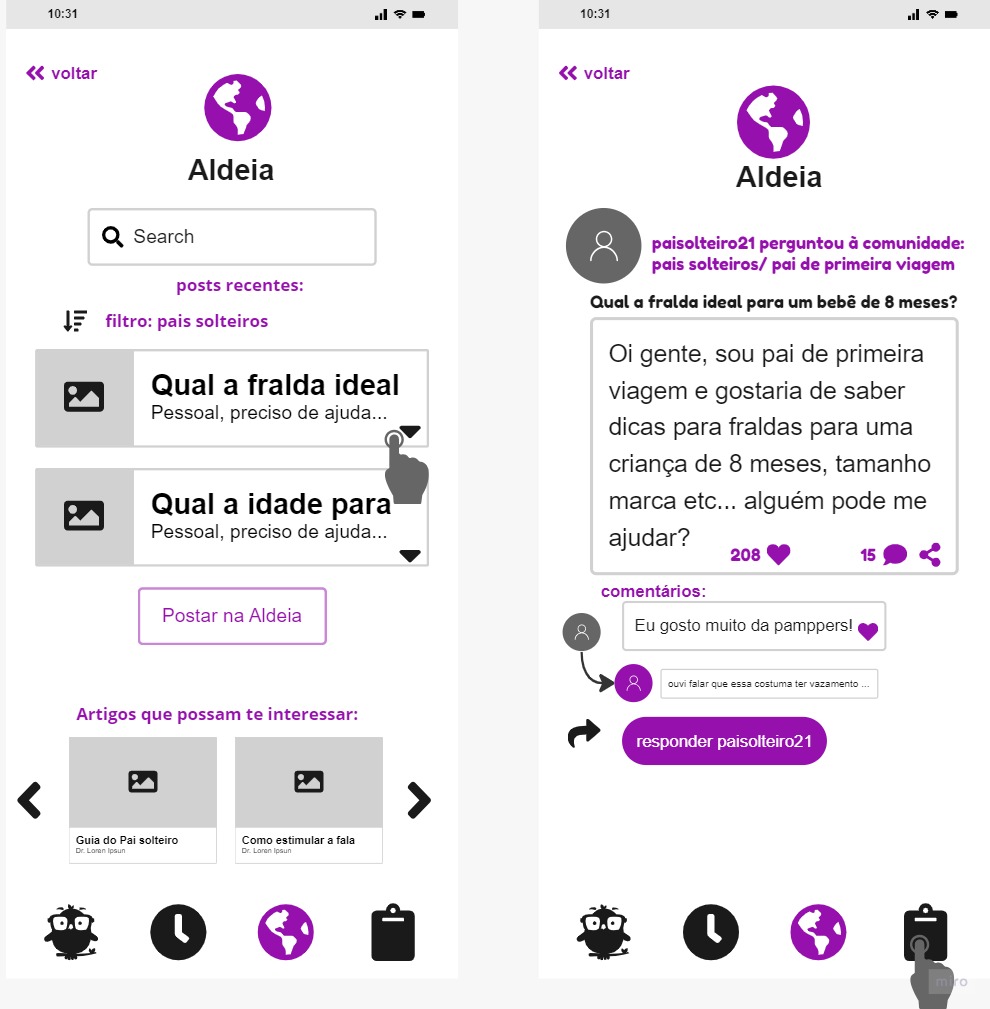 10:31
voltar
Aldeia
Search
posts recentes:
filtro: pais solteiros
Qual a fralda ideal
Pessoal, preciso de ajuda...
Qual a idade para
Pessoal, preciso de ajuda...
Postar na Aldeia
Artigos que possam te interessar:
Guia do Pai solteiro
Dr. Loren Ipsun
Como estimular a fala
Dr. Loren Ipsun
10:31
voltar
Aldeia
paisolteiro21 perguntou à comunidade:
pais solteiros/ pai de primeira viagem
Qual a fralda ideal para um bebê de 8 meses?
Oi gente, sou pai de primeira
viagem e gostaria de saber
dicas para fraldas para uma
criança de 8 meses, tamanho
marca etc... alguém pode me
ajudar?
208
15
comentários:
Eu gosto muito da pamppers!
ouvi falar que essa costuma ter vazamento ...
responder paisolteiro21
miro